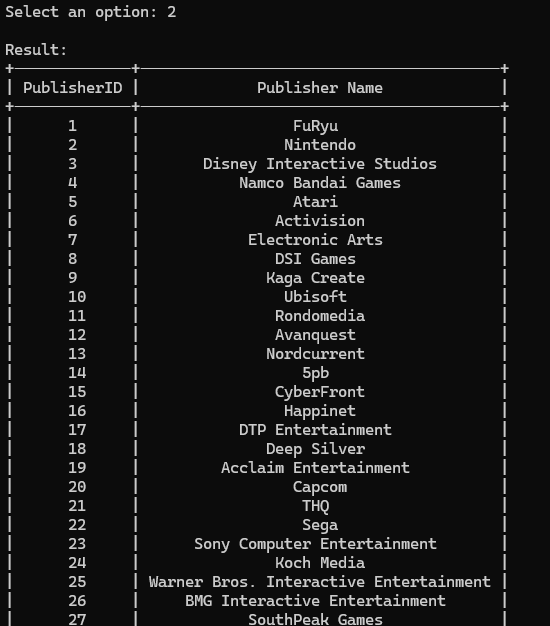 Select an option: 2
Result:
PublisherID | Publisher Name
1 | FuRyu
2 | Nintendo
3 | Disney Interactive Studios
4 | Namco Bandai Games
5 | Atari
6 | Activision
7 | Electronic Arts
8 | DSI Games
9 | Kaga Create
10 | Ubisoft
11 | Rondomedia
12 | Avanquest
13 | Nordcurrent
14 | 5pb
15 | CyberFront
16 | Happinet
17 | DTP Entertainment
18 | Deep Silver
19 | Acclaim Entertainment
20 | Capcom
21 | THQ
22 | Sega
23 | Sony Computer Entertainment
24 | Koch Media
25 | Warner Bros. Interactive Entertainment
26 | BMG Interactive Entertainment
27 | SouthPeak Games